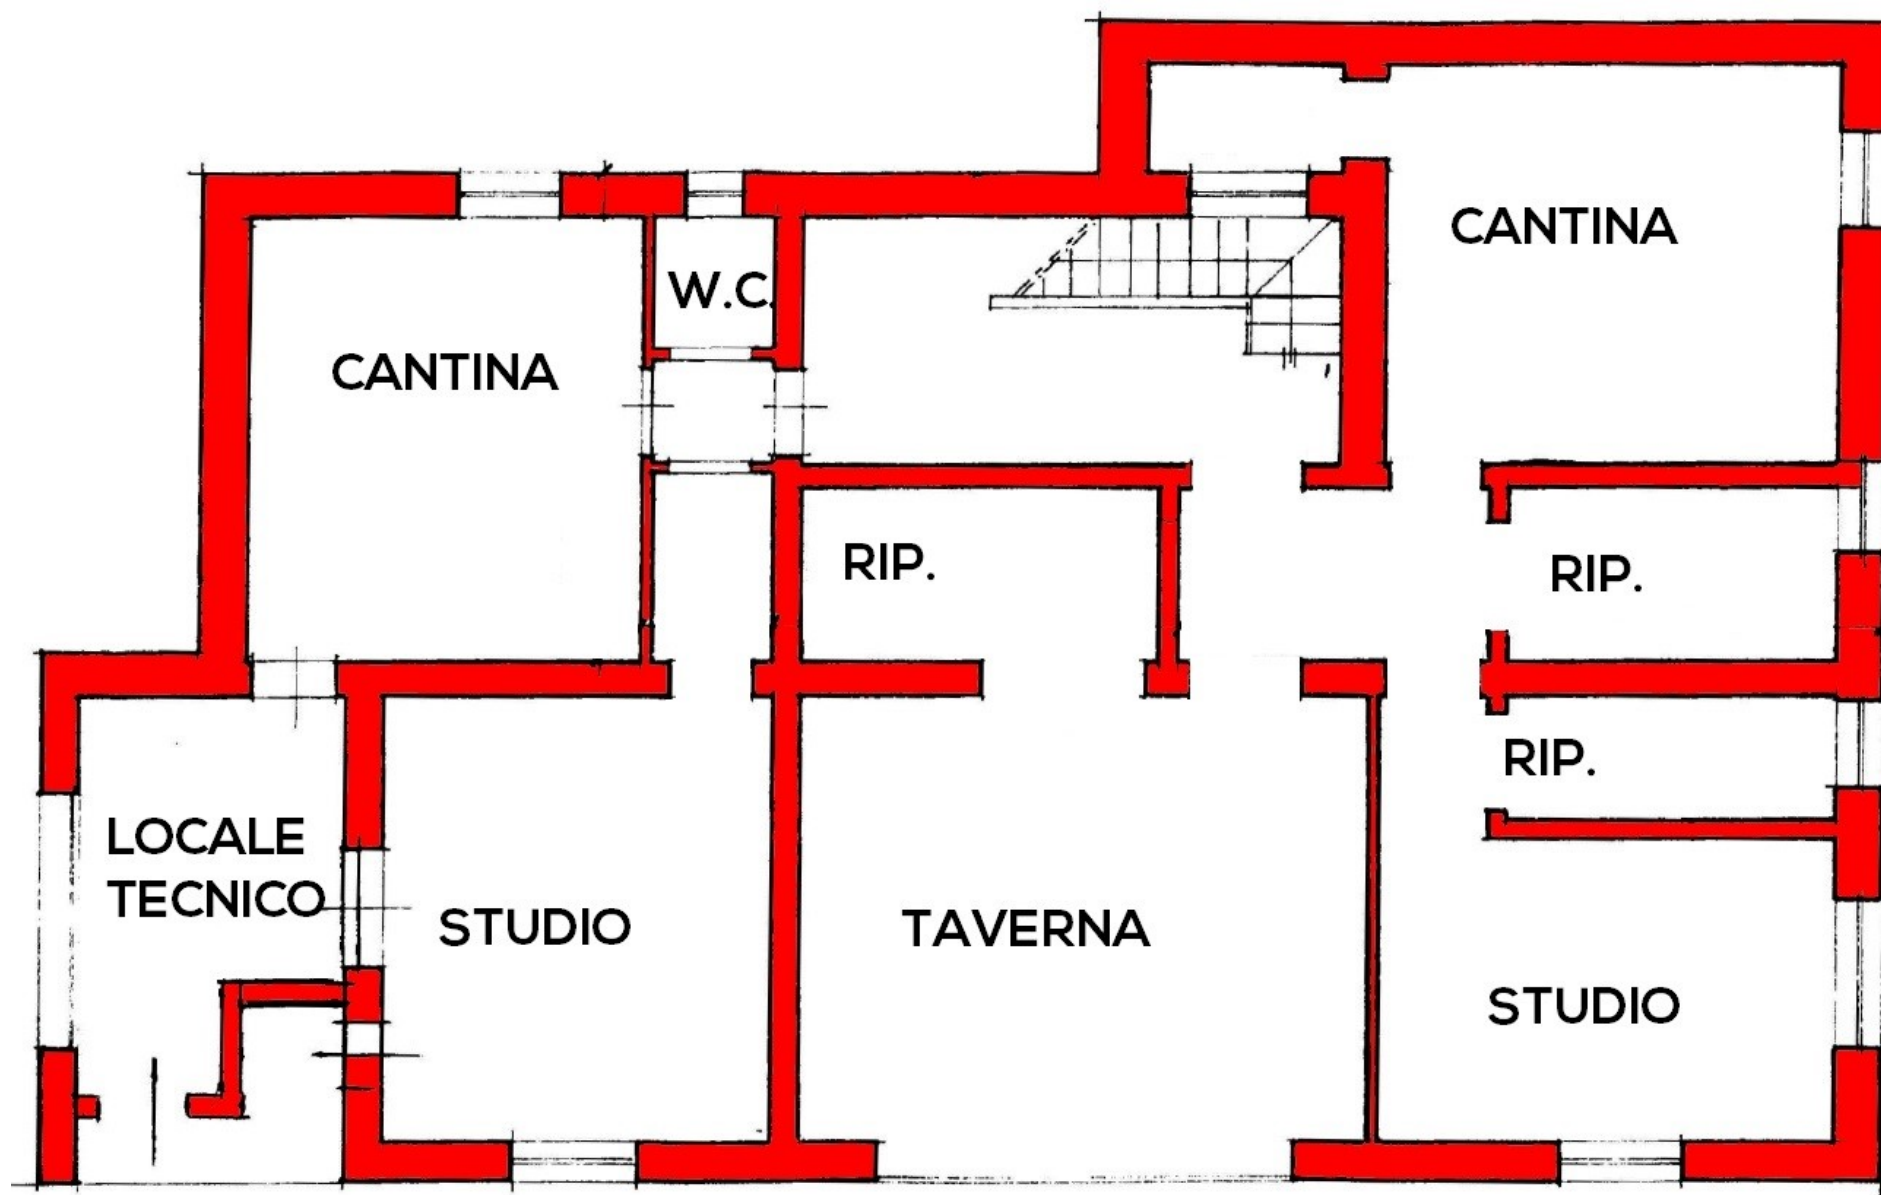 CANTINA
W.C.
CANTINA
RIP.
RIP.
RIP.
LOCALE
TECNICO
STUDIO
TAVERNA
STUDIO